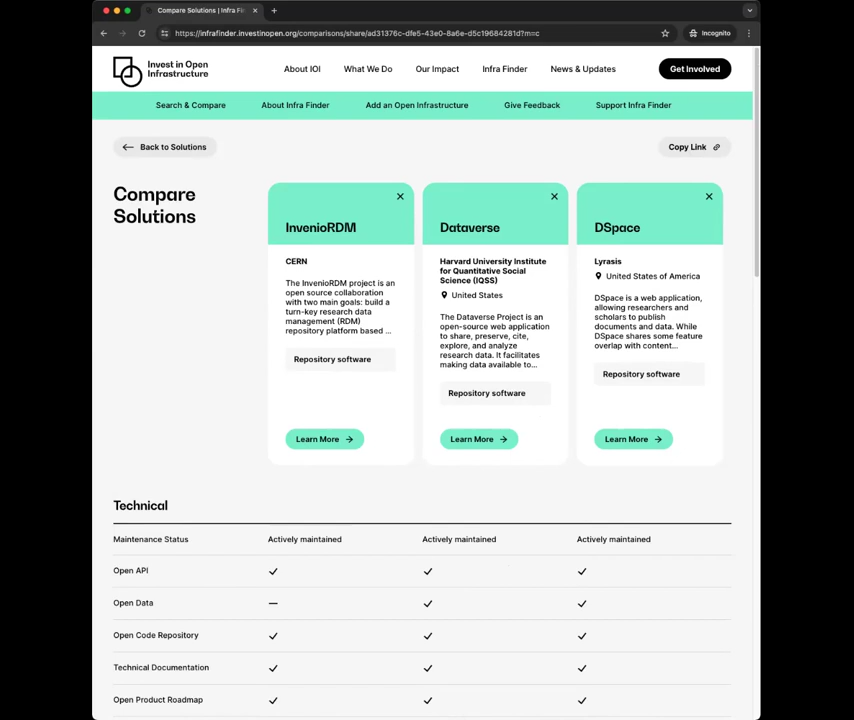 Compare Solutions | Infra Fi
https://infrafinder.investinopen.org/comparisons/share/ad31376c-dfe5-43e0-8a6e-d5c19684281d?m=c
Incognito
Invest in Open
Infrastructure
About IOI
What We Do
Our Impact
Infra Finder
News & Updates
Get Involved
Search & Compare
About Infra Finder
Add an Open Infrastructure
Give Feedback
Support Infra Finder
Back to Solutions
Copy Link
Compare
Solutions
InvenioRDM
CERN
The InvenioRDM project is an
open source collaboration
with two main goals: build a
turn-key research data
management (RDM)
repository platform based ...
Repository software
Learn More
Dataverse
Harvard University Institute
for Quantitative Social
Science (IQSS)
United States
The Dataverse Project is an
open-source web application
to share, preserve, cite,
explore, and analyze
research data. It facilitates
making data available to...
Repository software
Learn More
DSpace
Lyrasis
United States of America
DSpace is a web application,
allowing researchers and
scholars to publish
documents and data. While
DSpace shares some feature
overlap with content...
Repository software
Learn More
Technical
Maintenance Status Actively maintained Actively maintained Actively maintained
Open API
Open Data
Open Code Repository
Technical Documentation
Open Product Roadmap